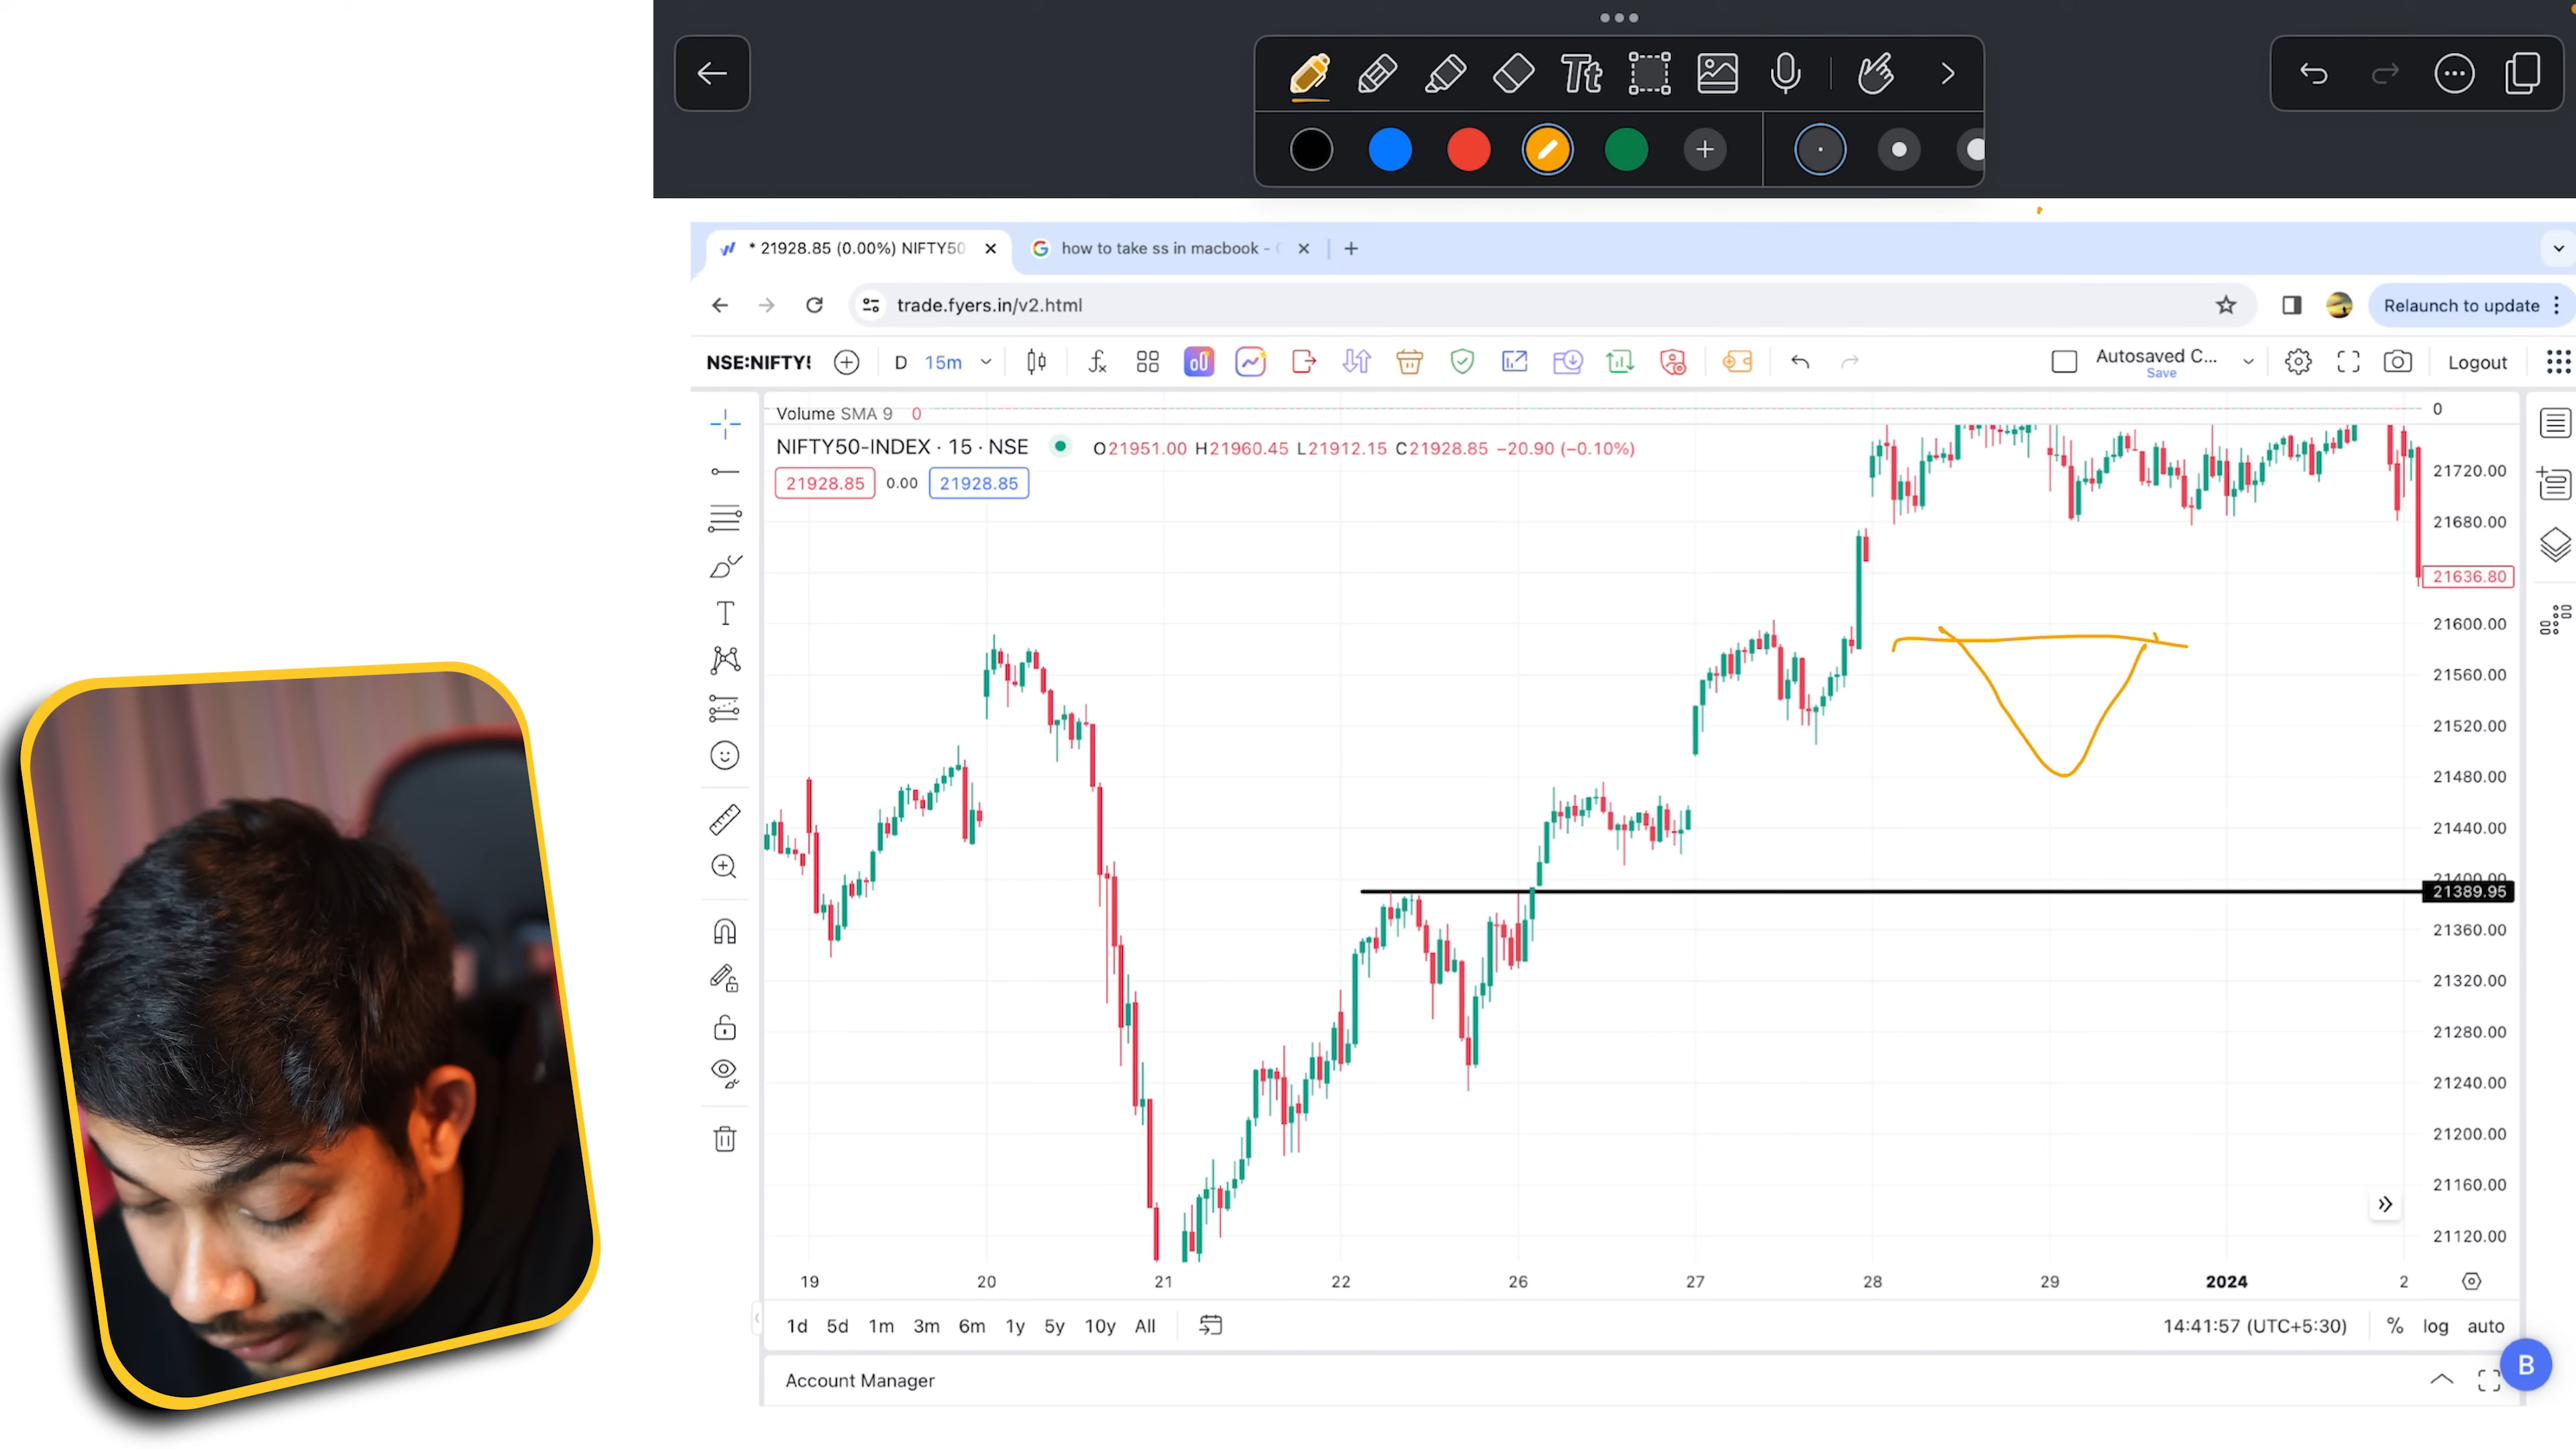 * 21928.85 (0.00%) NIFTY50
how to take ss in macbook -
trade.fyers.in/v2.html
Relaunch to update
NSE:NIFTY
D 15m
Autosaved C...
Save
Logout
Volume SMA 9 0
0
NIFTY50-INDEX · 15 · NSE O21951.00 H21960.45 L21912.15 C21928.85 −20.90 (−0.10%)
21928.85 0.00 21928.85
21720.00
21680.00
21636.80
21600.00
21560.00
21520.00
21480.00
21440.00
21400.00
21389.95
21360.00
21320.00
21280.00
21240.00
21200.00
21160.00
21120.00
19 20 21 22 26 27 28 29 2024 2
1d 5d 1m 3m 6m 1y 5y 10y All
14:41:57 (UTC+5:30) % log auto
B
Account Manager